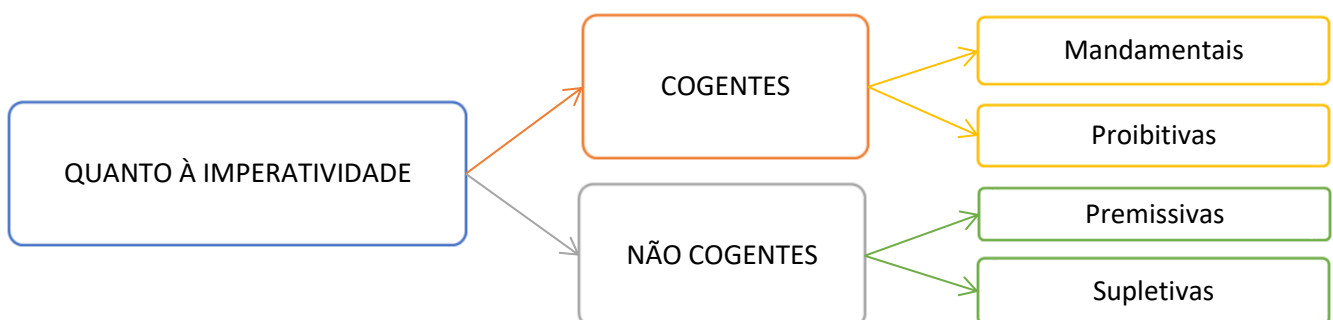 QUANTO À IMPERATIVIDADE
COGENTES
Mandamentais
Proibitivas
NÃO COGENTES
Premissivas
Supletivas